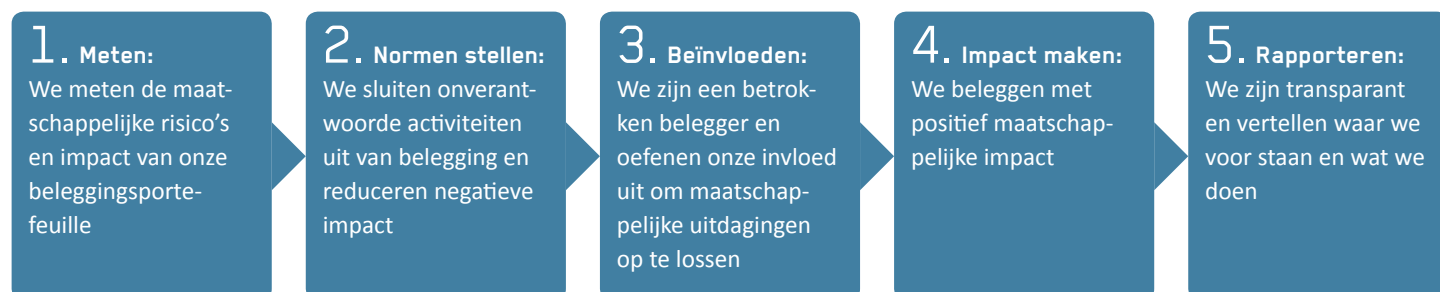 1. Meten:
We meten de maat-
schappelijke risico's
en impact van onze
beleggingsporte-
feuille
2. Normen stellen:
We sluiten onverant-
woorde activiteiten
uit van belegging en
reduceren negatieve
impact
3. Beïnvloeden:
We zijn een betrok-
ken belegger en
oefenen onze invloed
uit om maatschap-
pelijke uitdagingen
op te lossen
4. Impact maken:
We beleggen met
positief maatschap-
pelijke impact
5. Rapporteren:
We zijn transparant
en vertellen waar we
voor staan en wat we
doen